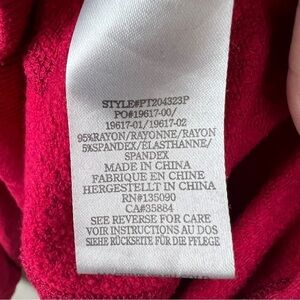 STYLE#PT204323P
PO#19617-00/
19617-01/19617-02
95%RAYON/RAYONNE/RAYON
5%SPANDEX/ÉLASTHANNE/
SPANDEX
MADE IN CHINA
FABRIQUE EN CHINE
HERGESTELLT IN CHINA
RN#135090
CA#35884
SEE REVERSE FOR CARE
VOIR INSTRUCTIONS AU DOS
SIEHE RÜCKSEITE FÜR DIE PFLEGE